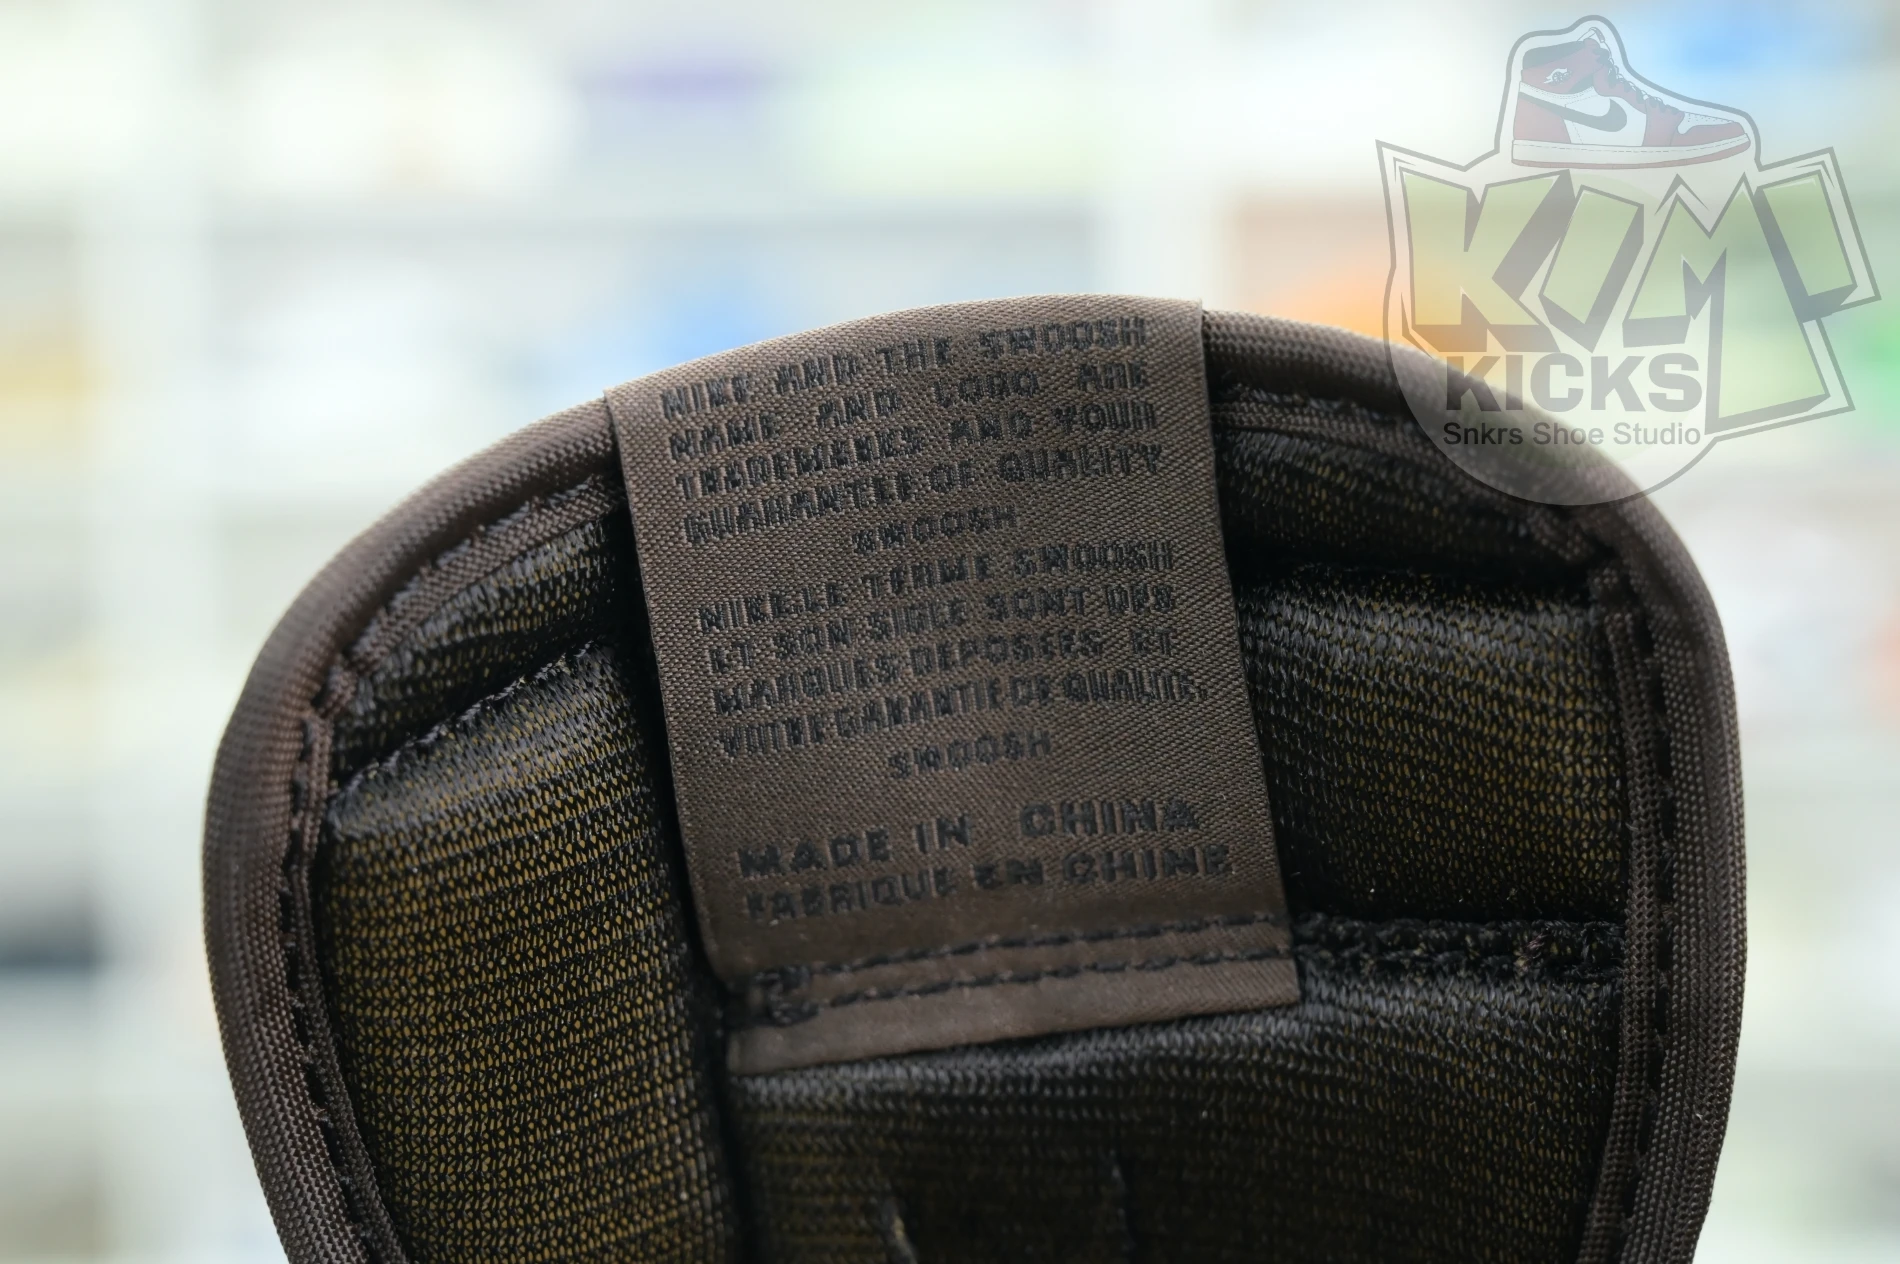 NIKE AND THE SWOOSH
NAME AND LOGO ARE
TRADEMARKS AND YOUR
GUARANTEE OF QUALITY
SWOOSH
NIKE:LE TERME SWOOSH
ET SON SIGLE SONT DES
MARQUES DEPOSEES ET
VOTRE GARANTIE DE QUALITE.
SWOOSH
MADE IN CHINA
FABRIQUE EN CHINE
KIM'
KICKS
Snkrs Shoe Studio